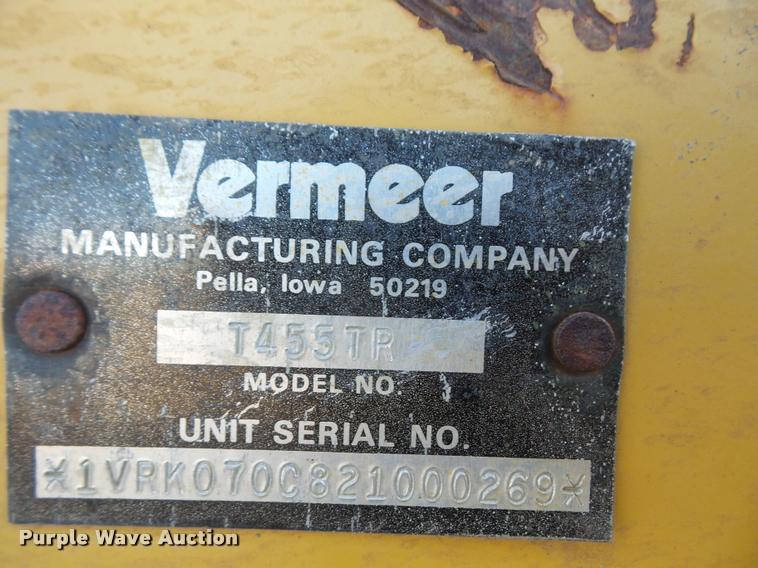 Vermeer
MANUFACTURING COMPANY
Pella, Iowa 50219
T455TR
MODEL NO.
UNIT SERIAL NO.
*1VRK070C821000269*
Purple Wave Auction